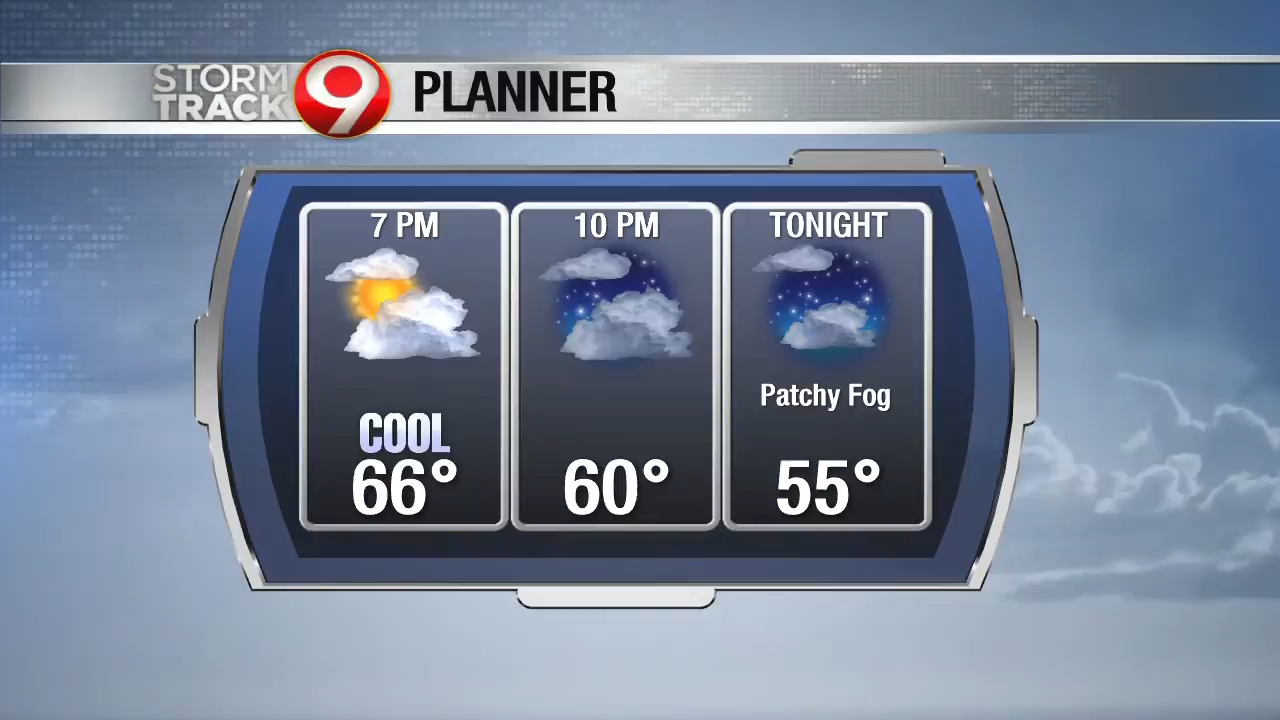 STORM
TRACK
9
PLANNER
7 PM
COOL
66°
10 PM
60°
TONIGHT
Patchy Fog
55°